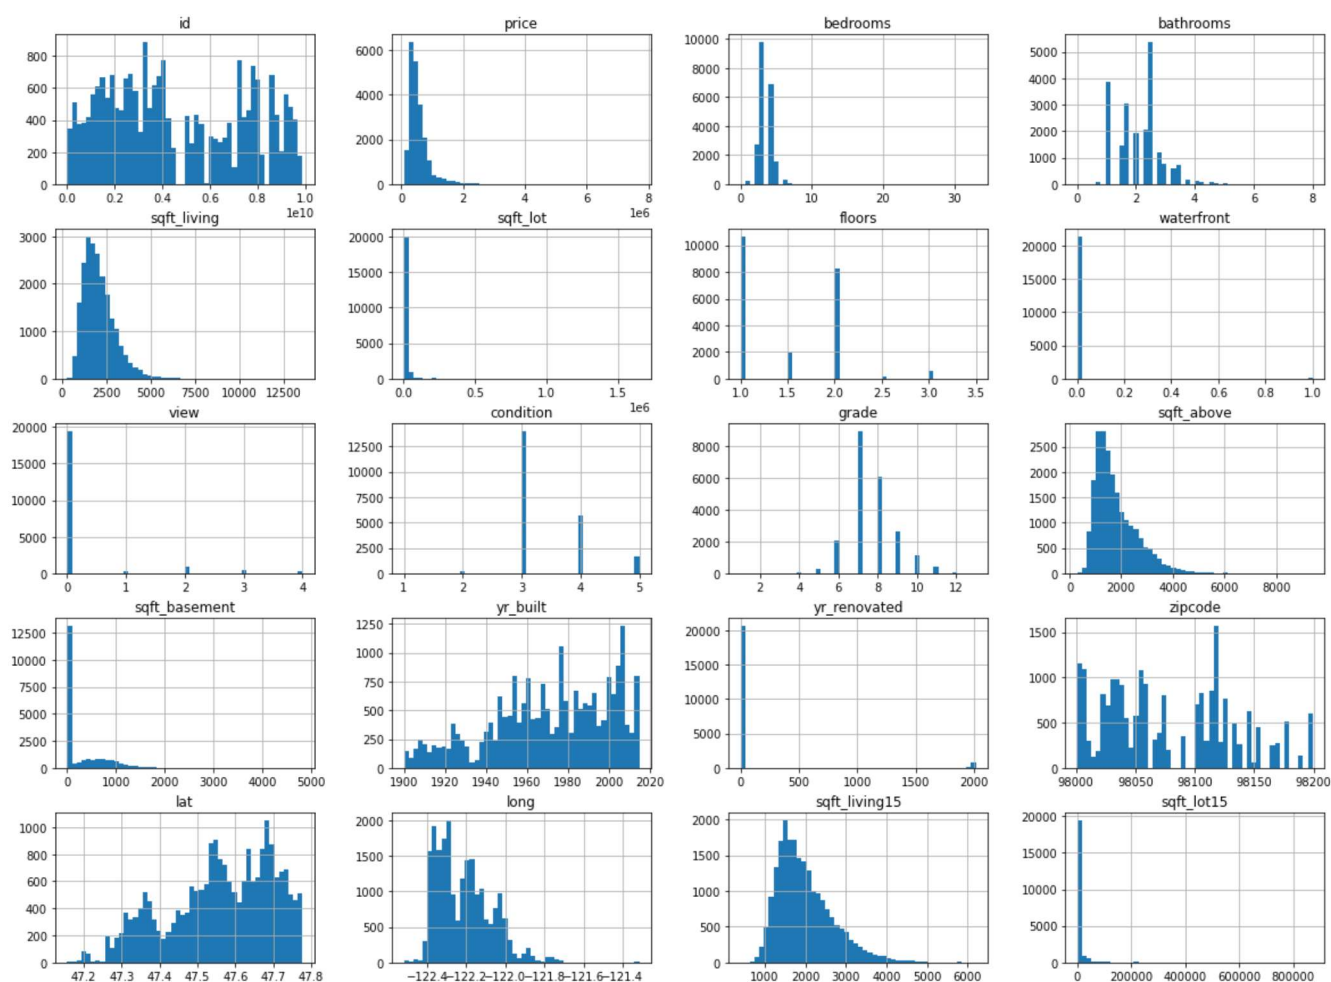 id price bedrooms bathrooms
800 6000 10000 5000
600 8000 4000
4000 6000 3000
400 4000 2000
200 2000 2000 1000
0 0 0 0
0.0 0.2 0.4 0.6 0.8 1.0 0 2 4 6 8 0 10 20 30 0 2 4 6 8
1e10 1e6
sqft_living sqft_lot floors waterfront
3000 20000 10000 20000
2000 15000 8000 15000
10000 6000 10000
1000 5000 4000 5000
2000
0 0 0 0
0 2500 5000 7500 10000 12500 0.0 0.5 1.0 1.5 1.0 1.5 2.0 2.5 3.0 3.5 0.0 0.2 0.4 0.6 0.8 1.0
1e6
view condition grade sqft_above
20000 12500 8000 2500
15000 10000 6000 2000
10000 7500 4000 1500
5000 5000 2000 1000
2500 500
0 0 0 0
0 1 2 3 4 1 2 3 4 5 2 4 6 8 10 12 0 2000 4000 6000 8000
sqft_basement yr_built yr_renovated zipcode
12500 1250 20000 1500
10000 1000 15000
7500 750 1000
5000 500 10000
2500 250 5000 500
0 0 0 0
0 1000 2000 3000 4000 5000 1900 1920 1940 1960 1980 2000 2020 0 500 1000 1500 2000 98000 98050 98100 98150 98200
lat long sqft_living15 sqft_lot15
1000 2000 2000 20000
800 1500 1500 15000
600 1000 1000 10000
400
200 500 500 5000
0 0 0 0
47.2 47.3 47.4 47.5 47.6 47.7 47.8 −122.4 −122.2 −122.0 −121.8 −121.6 −121.4 1000 2000 3000 4000 5000 6000 0 200000 400000 600000 800000